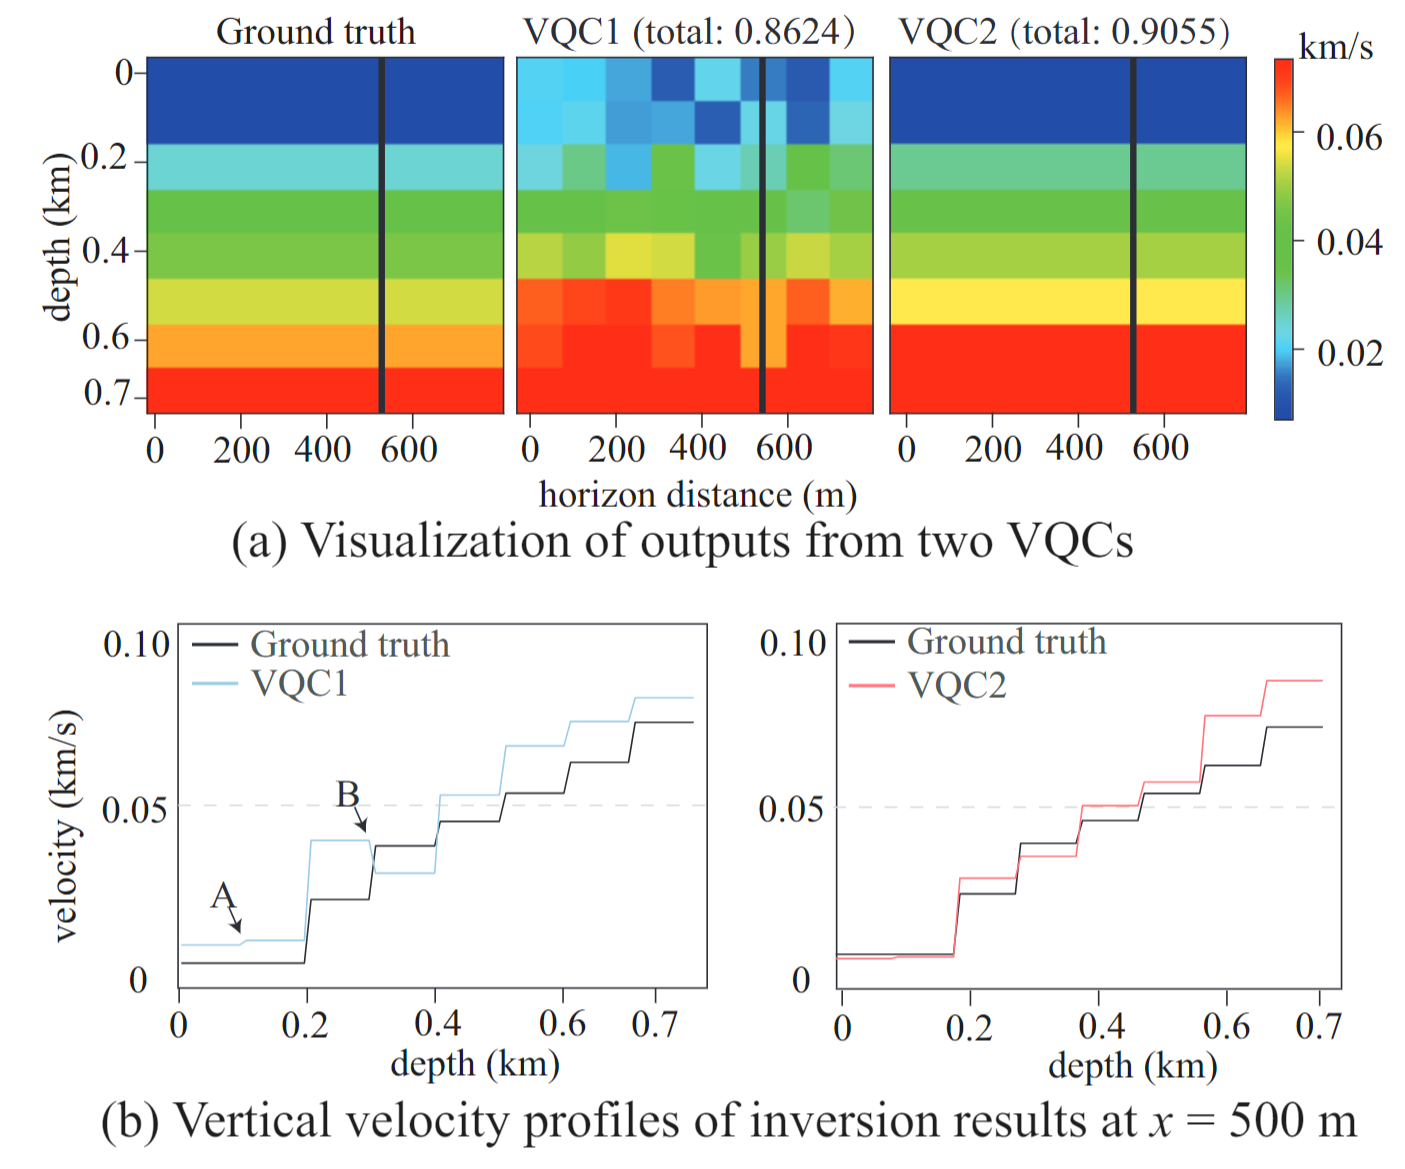 Ground truth
VQC1 (total: 0.8624)
VQC2 (total: 0.9055)
km/s
0
0.2
0.4
0.6
0.7
depth (km)
0.06
0.04
0.02
0 200 400 600
0 200 400 600
0 200 400 600
horizon distance (m)
(a) Visualization of outputs from two VQCs
0.10
0.05
0
velocity (km/s)
Ground truth
VQC1
A
B
0 0.2 0.4 0.6 0.7
depth (km)
0.10
0.05
0
Ground truth
VQC2
0 0.2 0.4 0.6 0.7
depth (km)
(b) Vertical velocity profiles of inversion results at x = 500 m